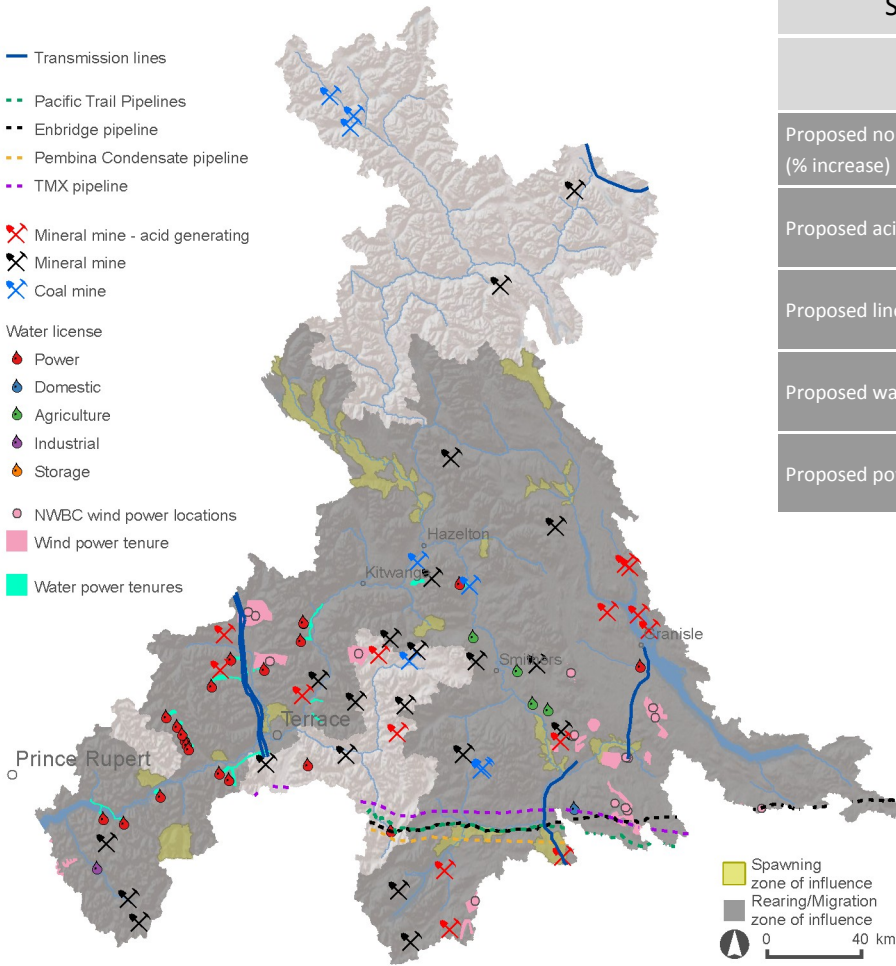 Transmission lines
Pacific Trail Pipelines
Enbridge pipeline
Pembina Condensate pipeline
TMX pipeline
Mineral mine - acid generating
Mineral mine
Coal mine
Water license
Power
Domestic
Agriculture
Industrial
Storage
NWBC wind power locations
Wind power tenure
Water power tenures
S
Proposed no
(% increase)
Proposed aci
Proposed line
Proposed wa
Proposed po
Hazelton
Kitwanga
Granisle
Smithers
Terrace
Prince Rupert
Spawning
zone of influence
Rearing/Migration
zone of influence
0 40 km